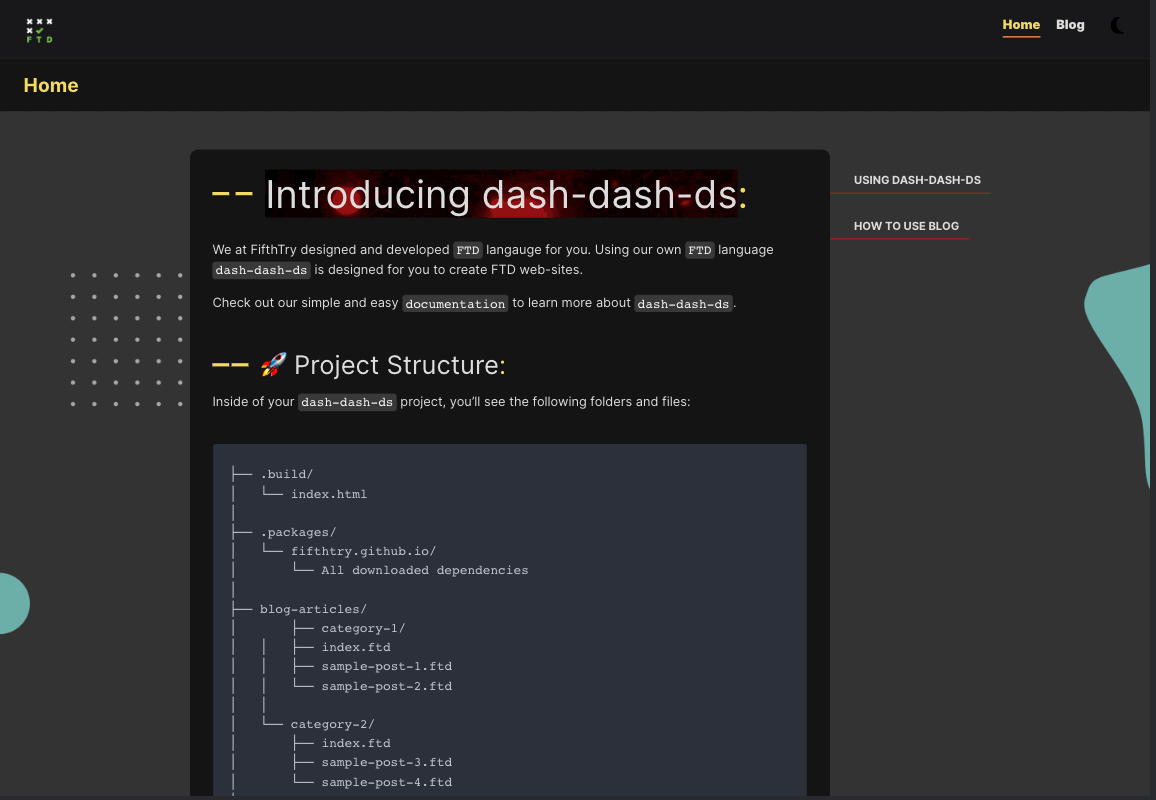 × × ×
× ✓
F T D
Home Blog
Home
−− Introducing dash-dash-ds:
We at FifthTry designed and developed FTD langauge for you. Using our own FTD language
dash-dash-ds is designed for you to create FTD web-sites.
Check out our simple and easy documentation to learn more about dash-dash-ds.
−− 🚀 Project Structure:
Inside of your dash-dash-ds project, you’ll see the following folders and files:
├── .build/
│   └── index.html
│
├── .packages/
│   └── fifthtry.github.io/
│       └── All downloaded dependencies
│
├── blog-articles/
│       ├── category-1/
│   │   ├── index.ftd
│   │   ├── sample-post-1.ftd
│   │   └── sample-post-2.ftd
│   │
│   └── category-2/
│       ├── index.ftd
│       ├── sample-post-3.ftd
│       └── sample-post-4.ftd
USING DASH-DASH-DS
HOW TO USE BLOG